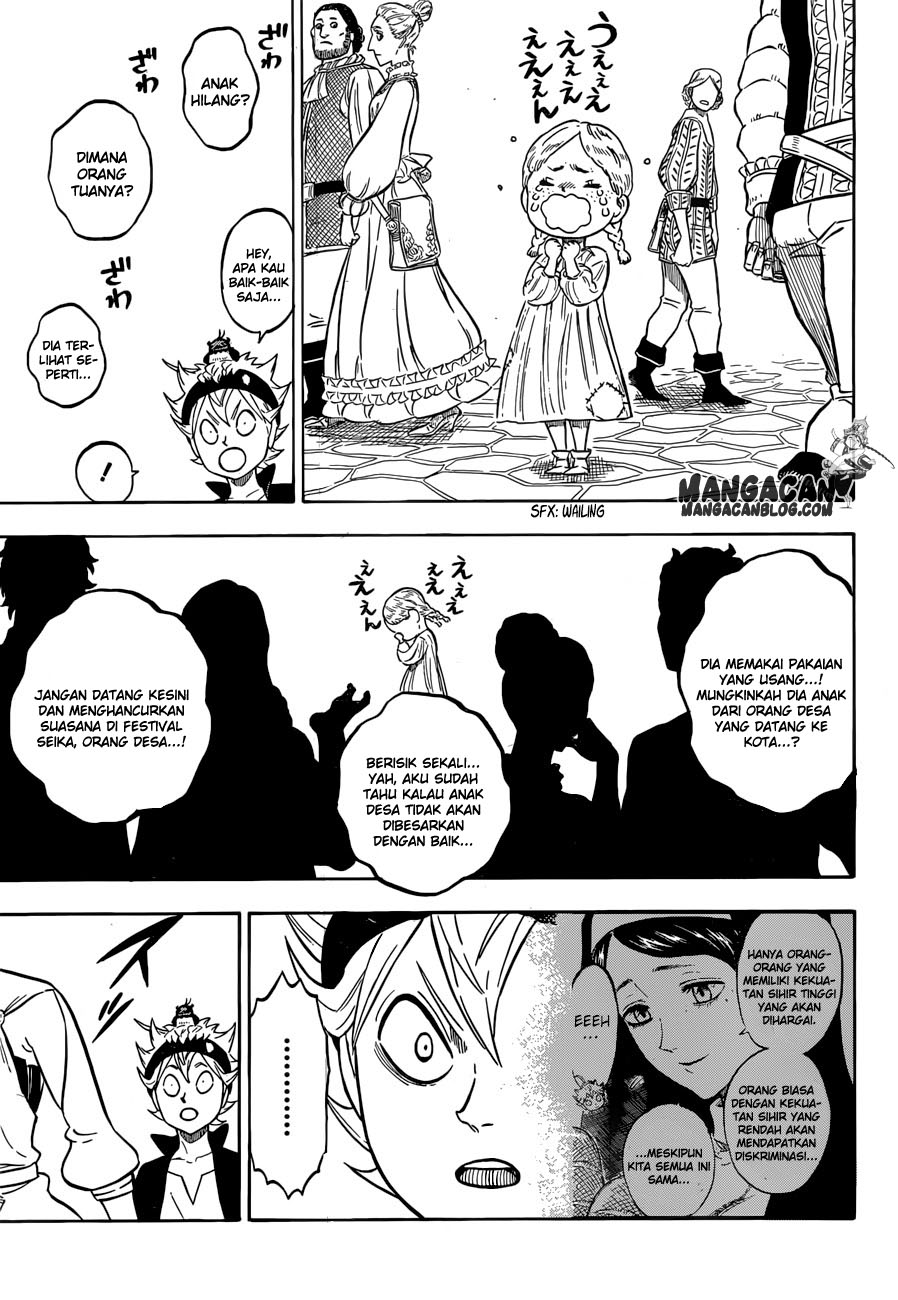 うぇぇぇ
ぇぇぇ
ぇぇぇん
ざわ
ざわ
ざわ
ANAK
HILANG?
DIMANA
ORANG
TUANYA?
HEY,
APA KAU
BAIK-BAIK
SAJA...
DIA TER-
LIHAT SE-
PERTI...
!
MANGACAN
MANGACANBLOG.COM
SFX: WAILING
DIA MEMAKAI PAKAIAN
YANG USANG...!
MUNGKINKAH DIA ANAK
DARI ORANG DESA
YANG DATANG KE
KOTA...?
ぇぇぇ
ぇぇぇ
ぇぇぇん
BERISIK SEKALI...
YAH, AKU SUDAH
TAHU KALAU ANAK
DESA TIDAK AKAN
DIBESARKAN
DENGAN BAIK...
JANGAN DATANG KESINI
DAN MENGHANCURKAN
SUASANA DI FESTIVAL
SEIKA, ORANG DESA...!
HANYA ORANG-
ORANG YANG
MEMILIKI KEKUA-
TAN SIHIR TINGGI
YANG AKAN
DIHARGAI.
ORANG BIASA
DENGAN KEKUA-
TAN SIHIR YANG
RENDAH AKAN
MENDAPATKAN
DISKRIMINASI...
EEEH
...
...MESKIPUN
KITA SEMUA INI
SAMA...
.........